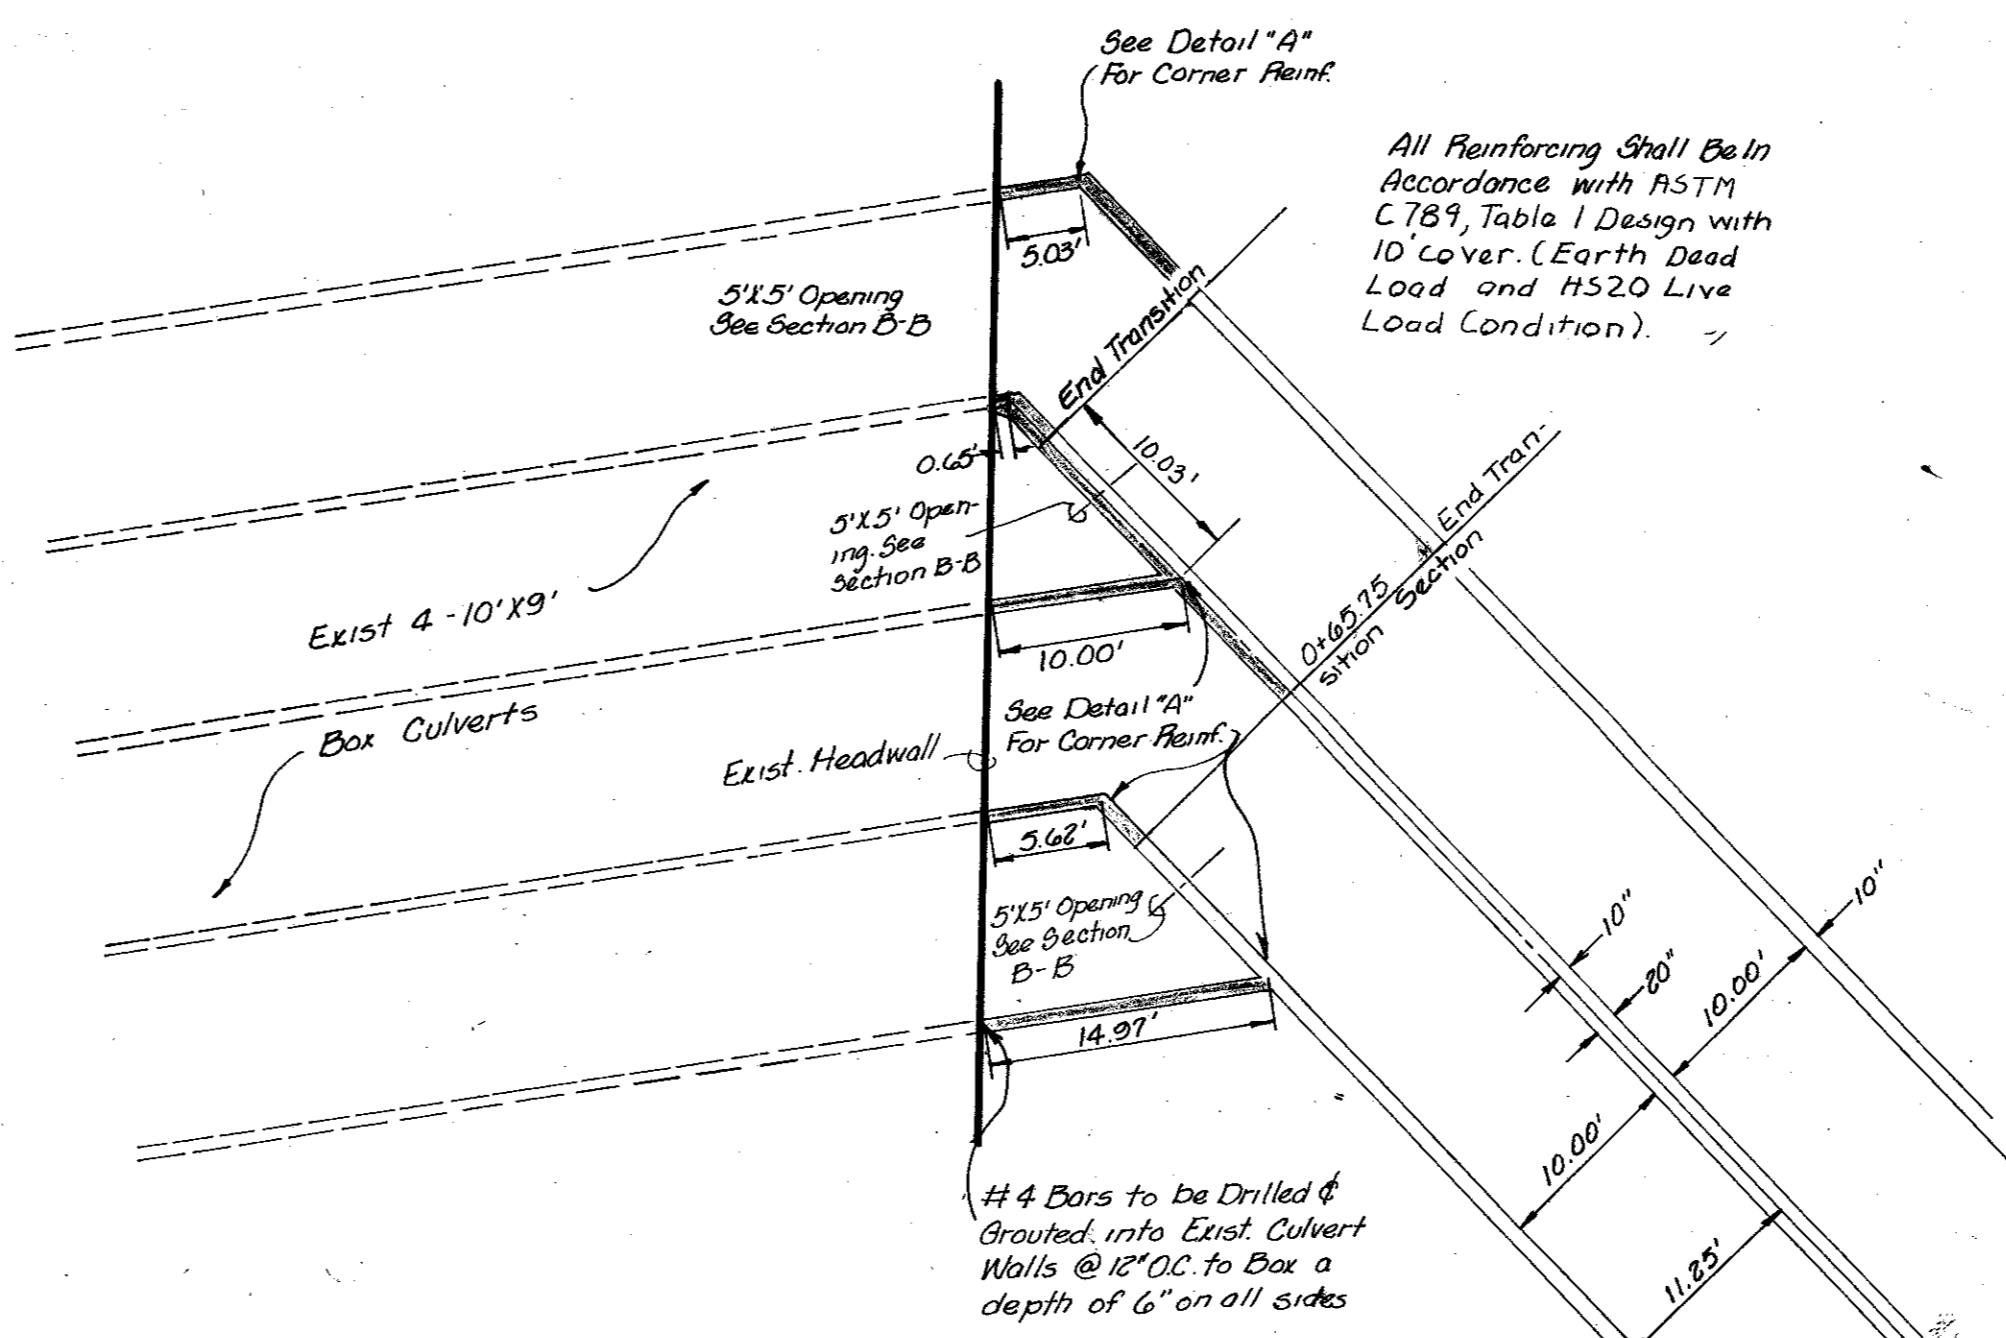 See Detail "A"
For Corner Reinf.
All Reinforcing Shall Be In
Accordance with ASTM
C789, Table 1 Design with
10' Cover. (Earth Dead
Load and HS20 Live
Load Condition).
5.03'
5'X5' Opening
See Section B-B
End Transition
10.03'
0.65'
5'X5' Open-
ing. See
Section B-B
End Tran-
sition Section
0+65.75
Exist 4-10'X9'
Box Culverts
10.00'
See Detail "A"
For Corner Reinf.
Exist. Headwall
5.62'
5'X5' Opening
See Section
B-B
14.97'
10"
20"
10.00'
10"
10.00'
11.25'
#4 Bars to be Drilled &
Grouted into Exist. Culvert
Walls @ 12" O.C. to Box a
depth of 6" on all sides